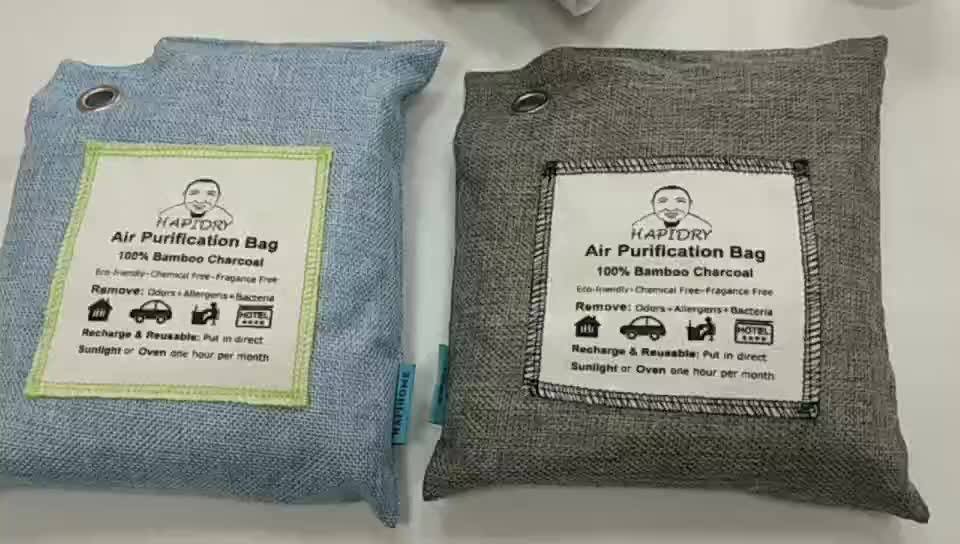 HAPIDRY
Air Purification Bag
100% Bamboo Charcoal
Eco-friendly-Chemical Free-Fragance Free
Remove: Odors+Allergens+Bacteria
HOTEL
Recharge & Reusable: Put in direct
Sunlight or Oven one hour per month
HAPIHOME
HAPIDRY
Air Purification Bag
100% Bamboo Charcoal
Eco-friendly-Chemical Free-Fragance Free
Remove: Odors+Allergens+Bacteria
HOTEL
Recharge & Reusable: Put in direct
Sunlight or Oven one hour per month